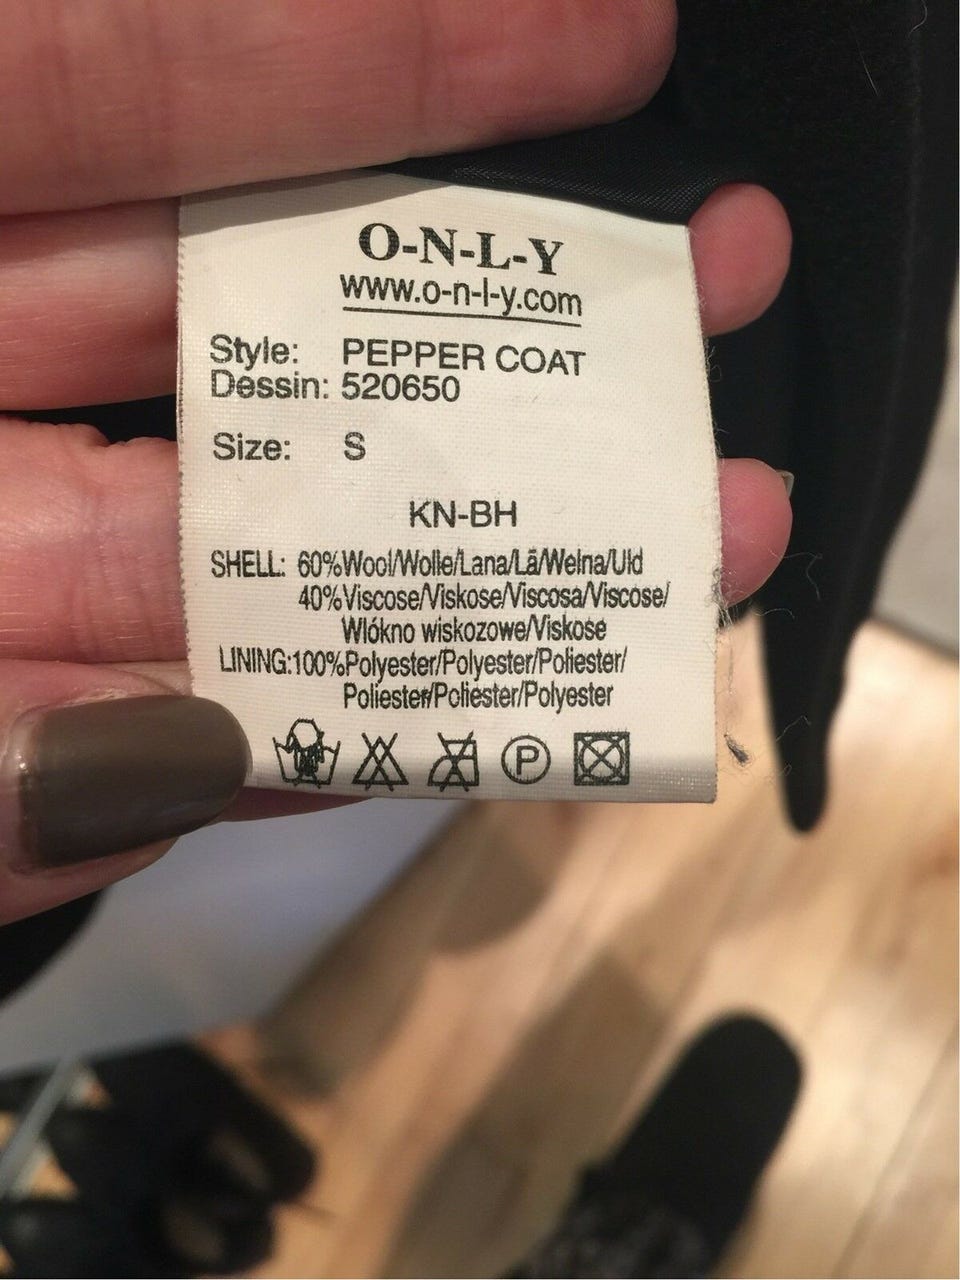 O-N-L-Y
www.o-n-l-y.com
Style: PEPPER COAT
Dessin: 520650
Size: S
KN-BH
SHELL: 60%Wool/Wolle/Lana/Lã/Welna/Uld
40%Viscose/Viskose/Viscosa/Viscose/
Wlókno wiskozowe/Viskose
LINING:100%Polyester/Polyester/Poliester/
Poliester/Poliester/Polyester
P